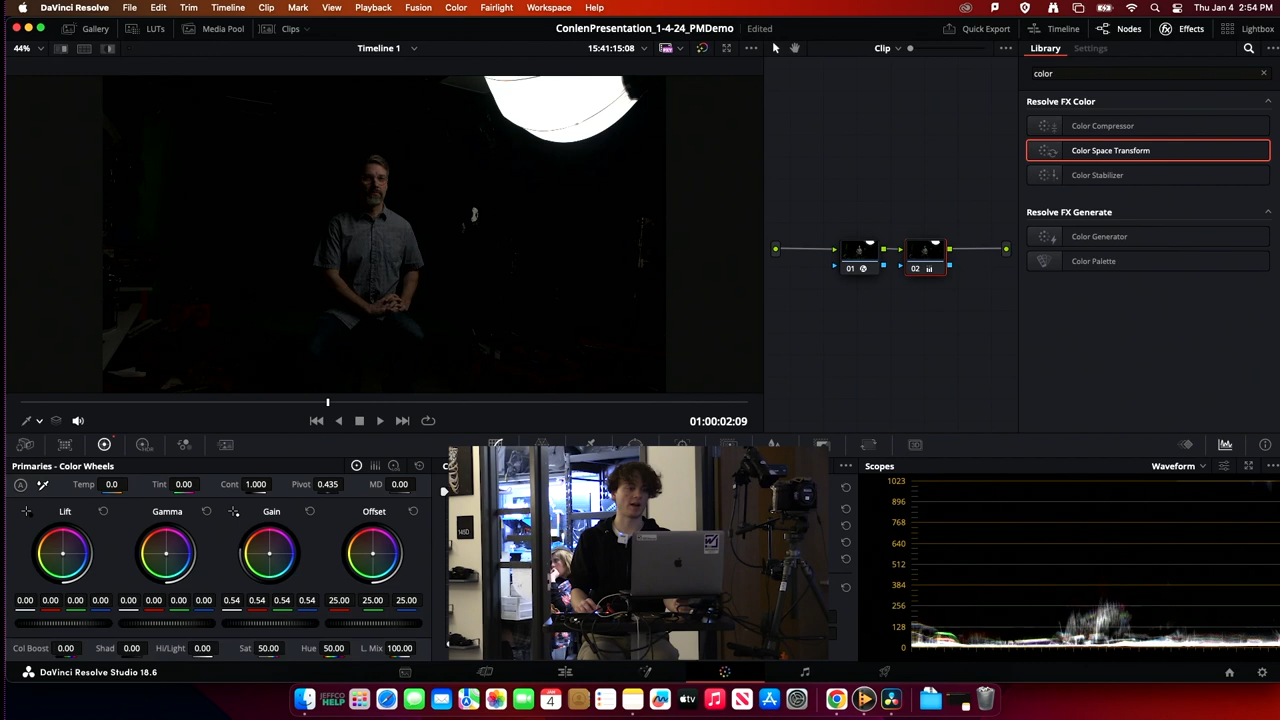 DaVinci Resolve File Edit Trim Timeline Clip Mark View Playback Fusion Color Fairlight Workspace Help Thu Jan 4 2:54 PM
Gallery LUTs Media Pool Clips ConlenPresentation_1-4-24_PMDemo Edited Quick Export Timeline Nodes Effects Lightbox
44% Timeline 1 15:41:15:08 Clip Library Settings
color
Resolve FX Color
Color Compressor
Color Space Transform
Color Stabilizer
Resolve FX Generate
Color Generator
Color Palette
01 02
01:00:02:09
Primaries - Color Wheels Scopes Waveform
Temp 0.0 Tint 0.00 Cont 1.000 Pivot 0.435 MD 0.00
Lift Gamma Gain Offset
0.00 0.00 0.00 0.00 0.00 0.00 0.00 0.00 0.54 0.54 0.54 0.54 25.00 25.00 25.00
Col Boost 0.00 Shad 0.00 Hi/Light 0.00 Sat 50.00 Hue 50.00 L. Mix 100.00
1023
896
768
640
512
384
256
128
0
DaVinci Resolve Studio 18.6
JEFFCO
HELP
JAN
4
tv